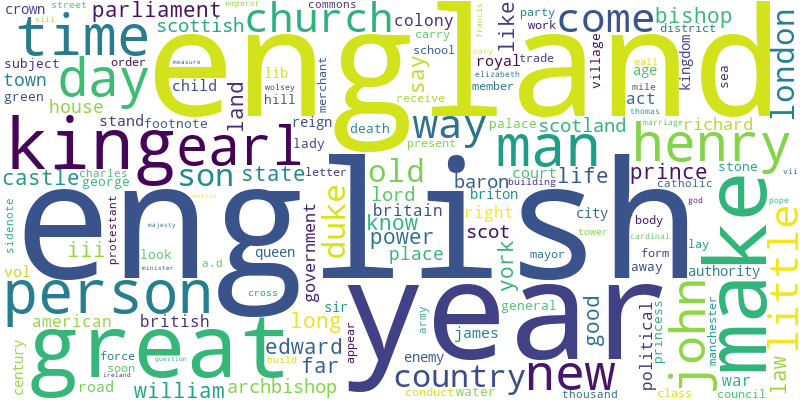 crown street emperor commons party francis
viii parliament church come bishop like
time scottish colony work district
subject order carry school mary kingdom
town day england say royal trade village wall age sea london
green house child lib merchant elizabeth member mile act
measure wolsey receive thomas
land hill
stand footnote reign death way palace scotland marriage richard
king earl lady present man henry
castle son state letter old court life prince stone vii
charles george lord baron building catholic
sidenote protestant iii know britain briton city body god pope
english duke right scot tower cardinal lay
look queen power york mayor form away
motion government place authority
vol majesty a.d
person minister cross sir general
american british long army good political princess john manchester make little
century great edward james war law
force appear enemy
soon question build far country new class council
road ireland william archbishop conduct water thousand
year